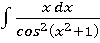 ∫ x dx / cos²(x²+1)